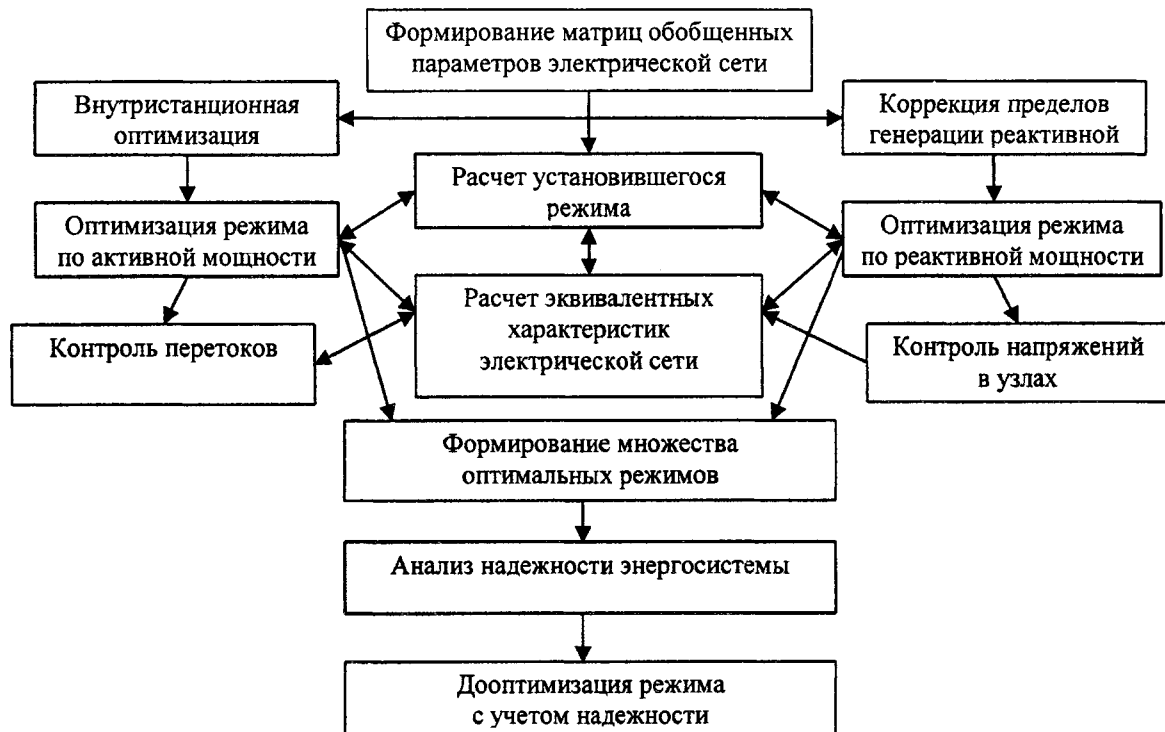 Формирование матриц обобщенных
параметров электрической сети
Внутристанционная
оптимизация
Коррекция пределов
генерации реактивной
Расчет установившегося
режима
Оптимизация режима
по активной мощности
Оптимизация режима
по реактивной мощности
Расчет эквивалентных
характеристик
электрической сети
Контроль перетоков
Контроль напряжений
в узлах
Формирование множества
оптимальных режимов
Анализ надежности энергосистемы
Дооптимизация режима
с учетом надежности